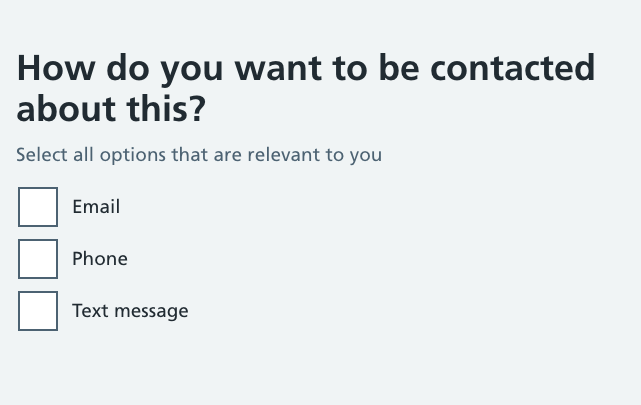 How do you want to be contacted
about this?
Select all options that are relevant to you
Email
Phone
Text message